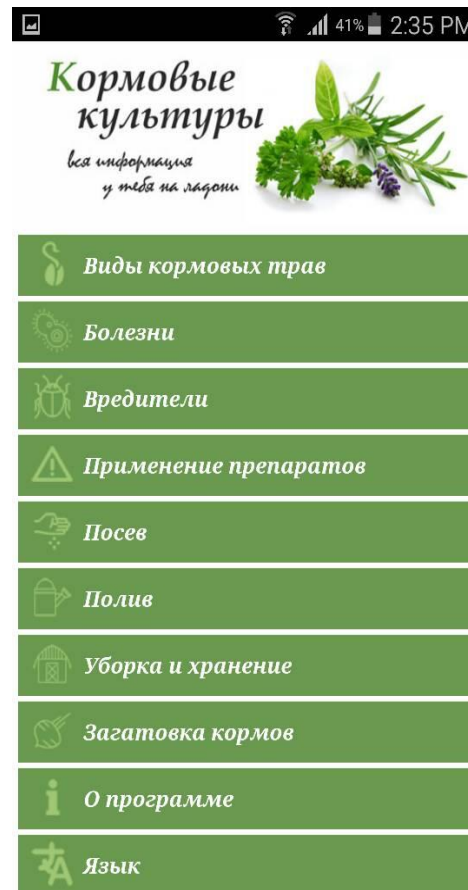 41% 2:35 PM
Кормовые
культуры
вся информация
у тебя на ладони
Виды кормовых трав
Болезни
Вредители
Применение препаратов
Посев
Полив
Уборка и хранение
Загатовка кормов
О программе
Язык